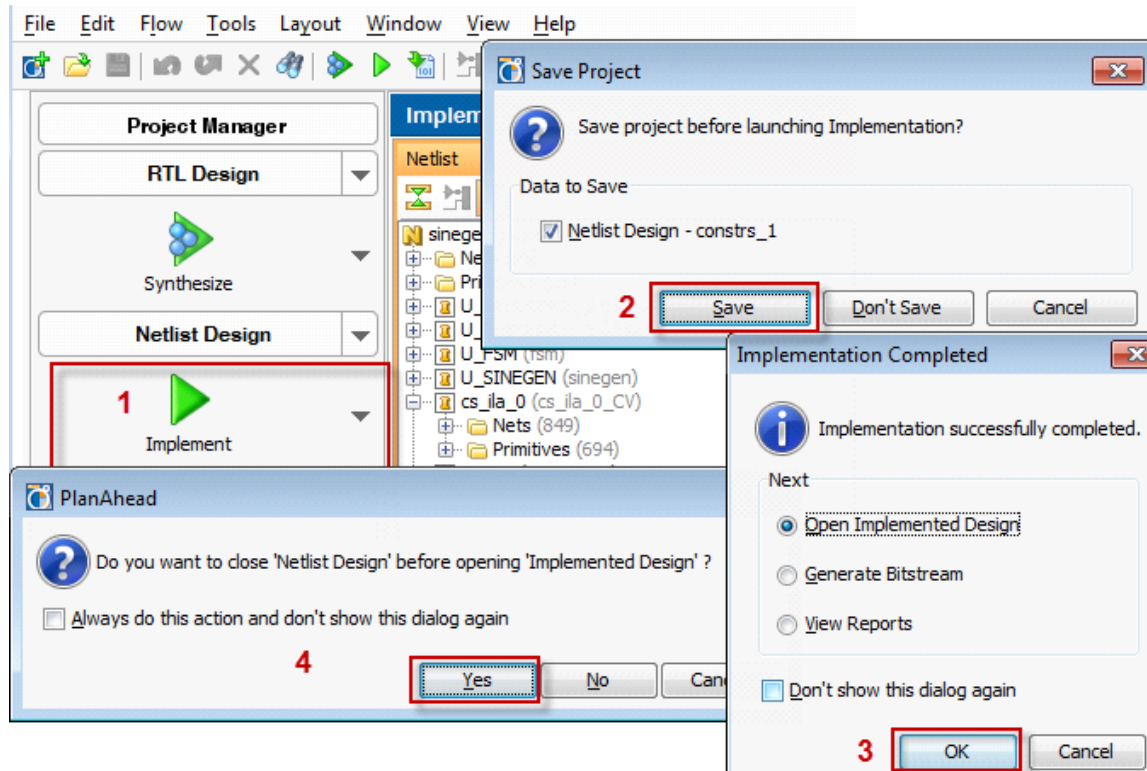 File Edit Flow Tools Layout Window View Help
Project Manager
RTL Design
Synthesize
Netlist Design
1
Implement
Implem
Netlist
sinege
Ne
Pri
U_
U_
U_FSM (fsm)
U_SINEGEN (sinegen)
cs_ila_0 (cs_ila_0_CV)
Nets (849)
Primitives (694)
Save Project
Save project before launching Implementation?
Data to Save
Netlist Design - constrs_1
2 Save Don't Save Cancel
Implementation Completed
Implementation successfully completed.
Next
Open Implemented Design
Generate Bitstream
View Reports
Don't show this dialog again
3 OK Cancel
PlanAhead
Do you want to close 'Netlist Design' before opening 'Implemented Design' ?
Always do this action and don't show this dialog again
4
Yes No Can